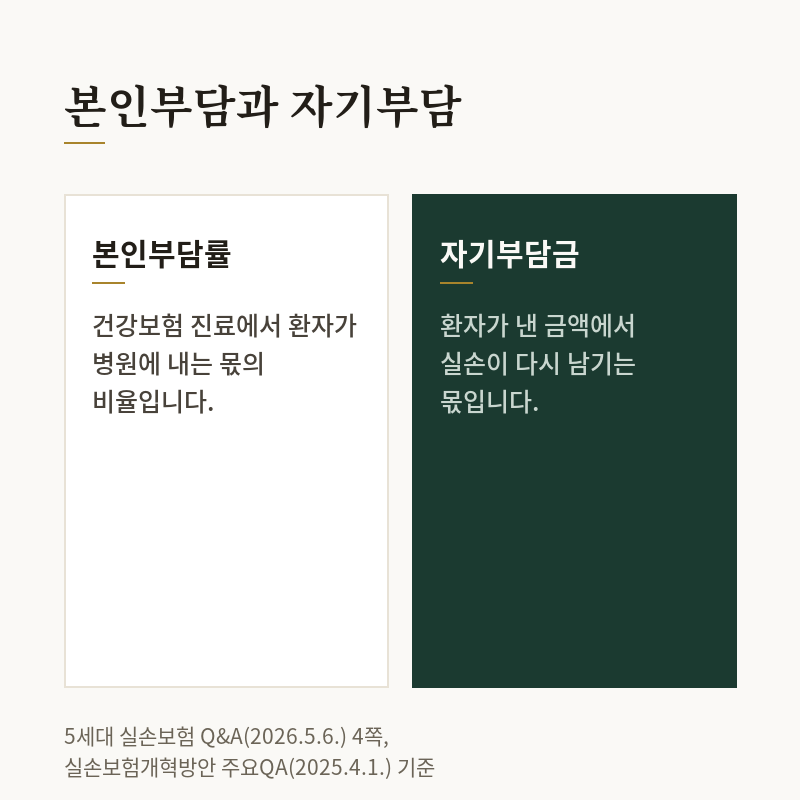 본인부담과 자기부담
본인부담률
건강보험 진료에서 환자가
병원에 내는 몫의
비율입니다.
자기부담금
환자가 낸 금액에서
실손이 다시 남기는
몫입니다.
5세대 실손보험 Q&A(2026.5.6.) 4쪽,
실손보험개혁방안 주요QA(2025.4.1.) 기준